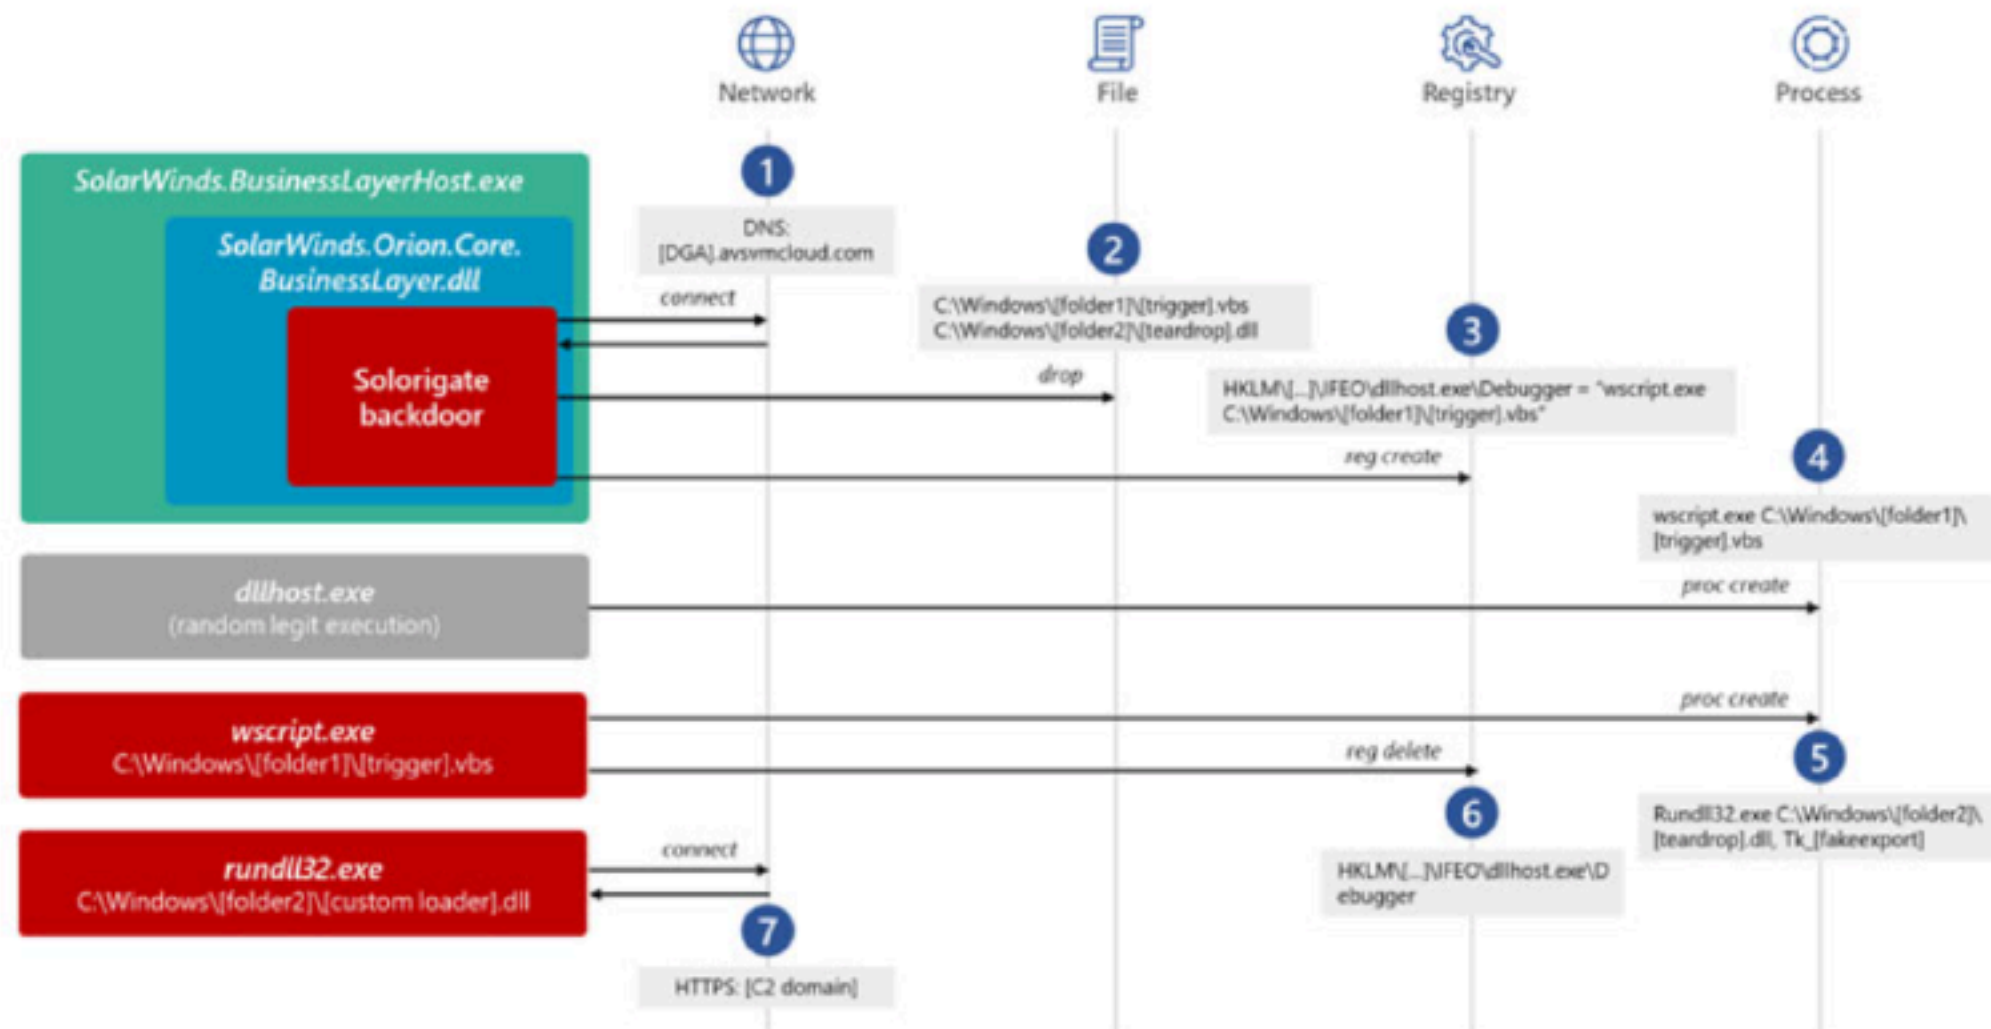 Network
File
Registry
Process
SolarWinds.BusinessLayerHost.exe
SolarWinds.Orion.Core.
BusinessLayer.dll
Solorigate
backdoor
1
DNS:
[DGA].avsvmcloud.com
connect
2
C:\Windows\[folder1]\[trigger].vbs
C:\Windows\[folder2]\[teardrop].dll
drop
3
HKLM\[...]\IFEO\dllhost.exe\Debugger = "wscript.exe
C:\Windows\[folder1]\[trigger].vbs"
reg create
4
wscript.exe C:\Windows\[folder1]\
[trigger].vbs
dllhost.exe
(random legit execution)
proc create
wscript.exe
C:\Windows\[folder1]\[trigger].vbs
proc create
reg delete
5
Rundll32.exe C:\Windows\[folder2]\
[teardrop].dll, Tk_[fakeexport]
6
HKLM\[...]\IFEO\dllhost.exe\D
ebugger
rundll32.exe
C:\Windows\[folder2]\[custom loader].dll
connect
7
HTTPS: [C2 domain]